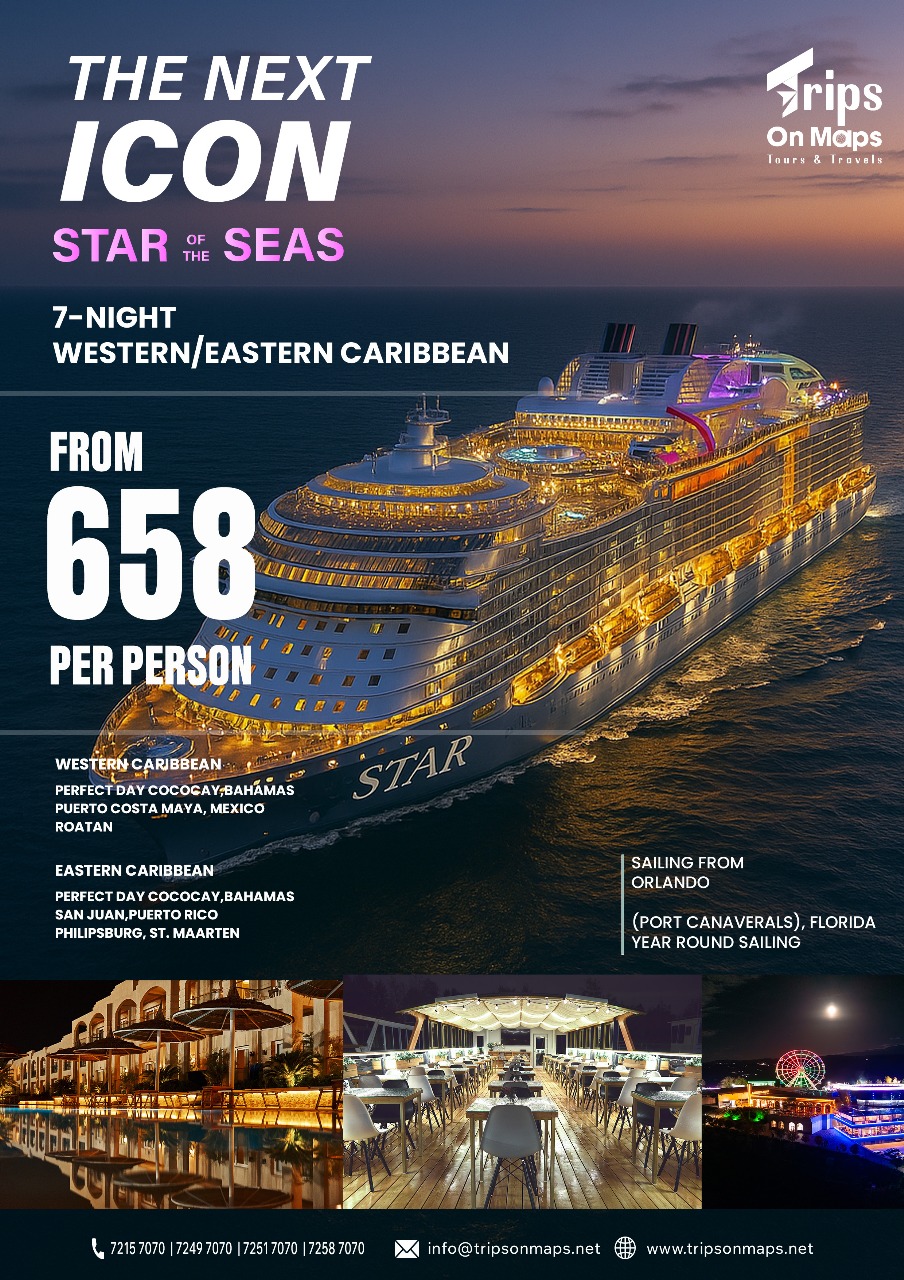 THE NEXT
ICON
STAR OF THE SEAS
Trips
On Maps
Tours & Travels
7-NIGHT
WESTERN/EASTERN CARIBBEAN
FROM
658
PER PERSON
STAR
WESTERN CARIBBEAN
PERFECT DAY COCOCAY,BAHAMAS
PUERTO COSTA MAYA, MEXICO
ROATAN
EASTERN CARIBBEAN
PERFECT DAY COCOCAY,BAHAMAS
SAN JUAN,PUERTO RICO
PHILIPSBURG, ST. MAARTEN
SAILING FROM
ORLANDO
(PORT CANAVERALS), FLORIDA
YEAR ROUND SAILING
7215 7070 | 7249 7070 | 7251 7070 | 7258 7070 info@tripsonmaps.net www.tripsonmaps.net